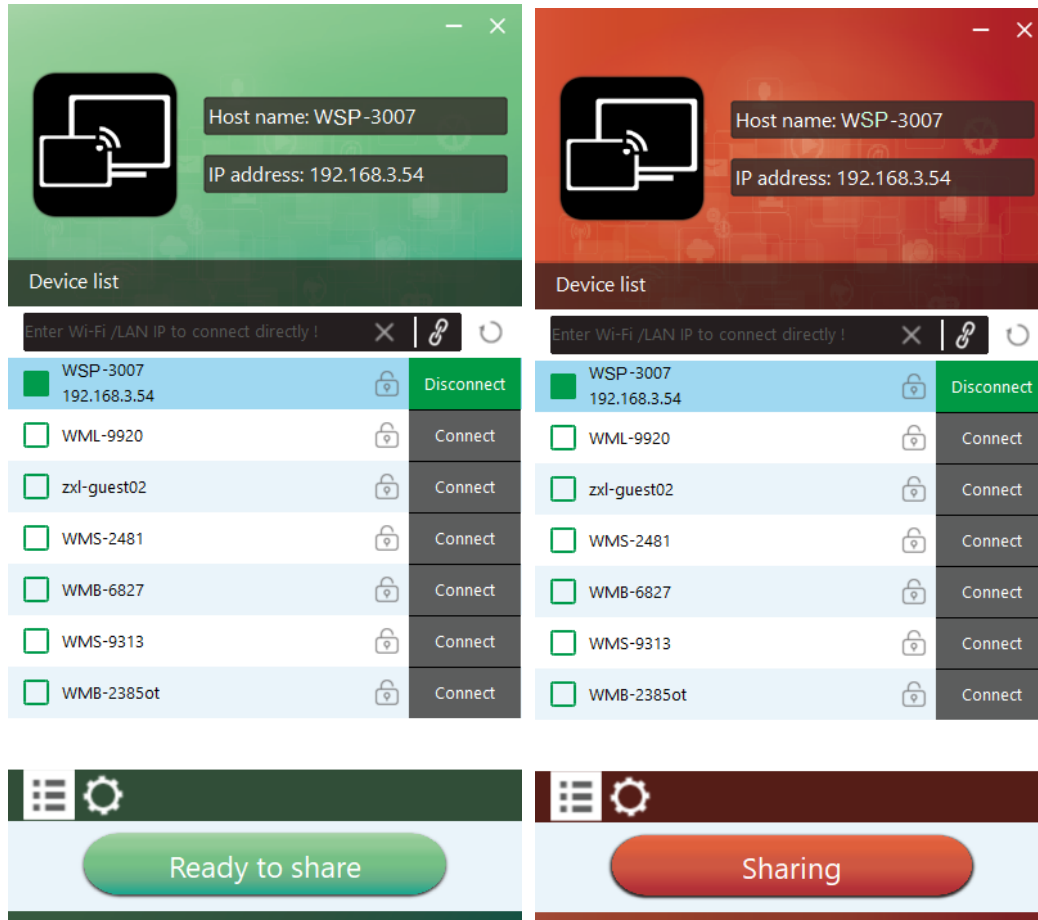 Host name: WSP-3007
IP address: 192.168.3.54
Device list
Enter Wi-Fi /LAN IP to connect directly !
WSP-3007
192.168.3.54
Disconnect
WML-9920
Connect
zxl-guest02
Connect
WMS-2481
Connect
WMB-6827
Connect
WMS-9313
Connect
WMB-2385ot
Connect
Ready to share
Host name: WSP-3007
IP address: 192.168.3.54
Device list
Enter Wi-Fi /LAN IP to connect directly !
WSP-3007
192.168.3.54
Disconnect
WML-9920
Connect
zxl-guest02
Connect
WMS-2481
Connect
WMB-6827
Connect
WMS-9313
Connect
WMB-2385ot
Connect
Sharing